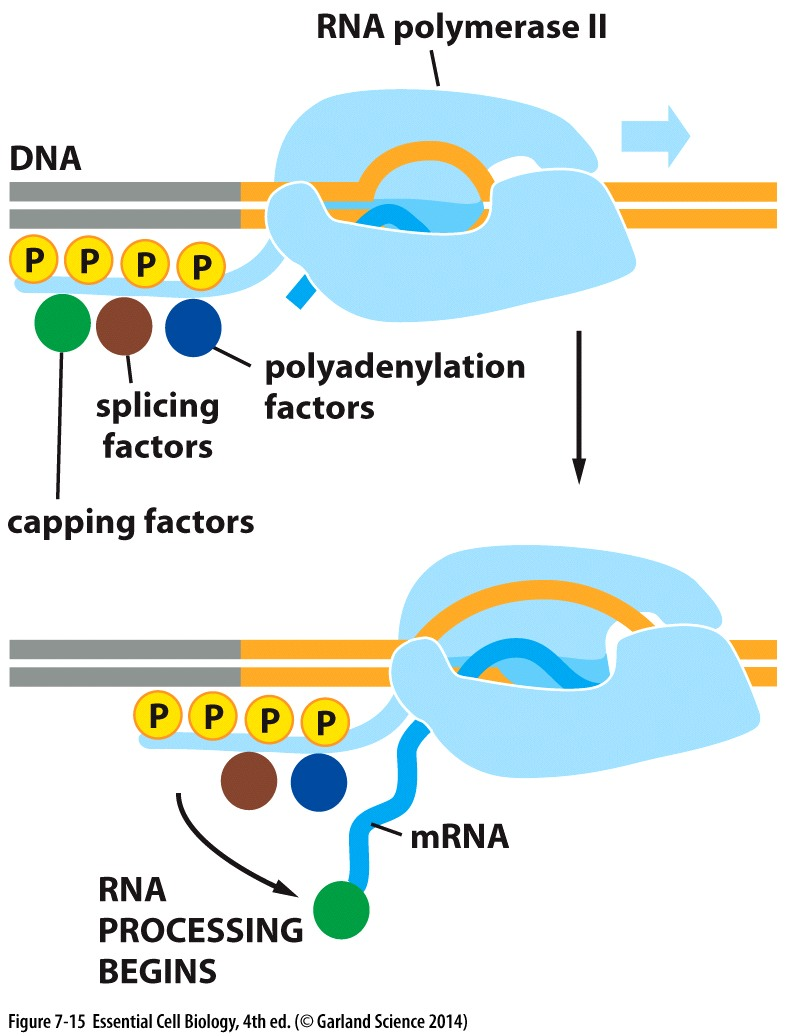 RNA polymerase II
DNA
P P P P
polyadenylation
factors
splicing
factors
capping factors
P P P P
mRNA
RNA
PROCESSING
BEGINS
Figure 7-15 Essential Cell Biology, 4th ed. (© Garland Science 2014)